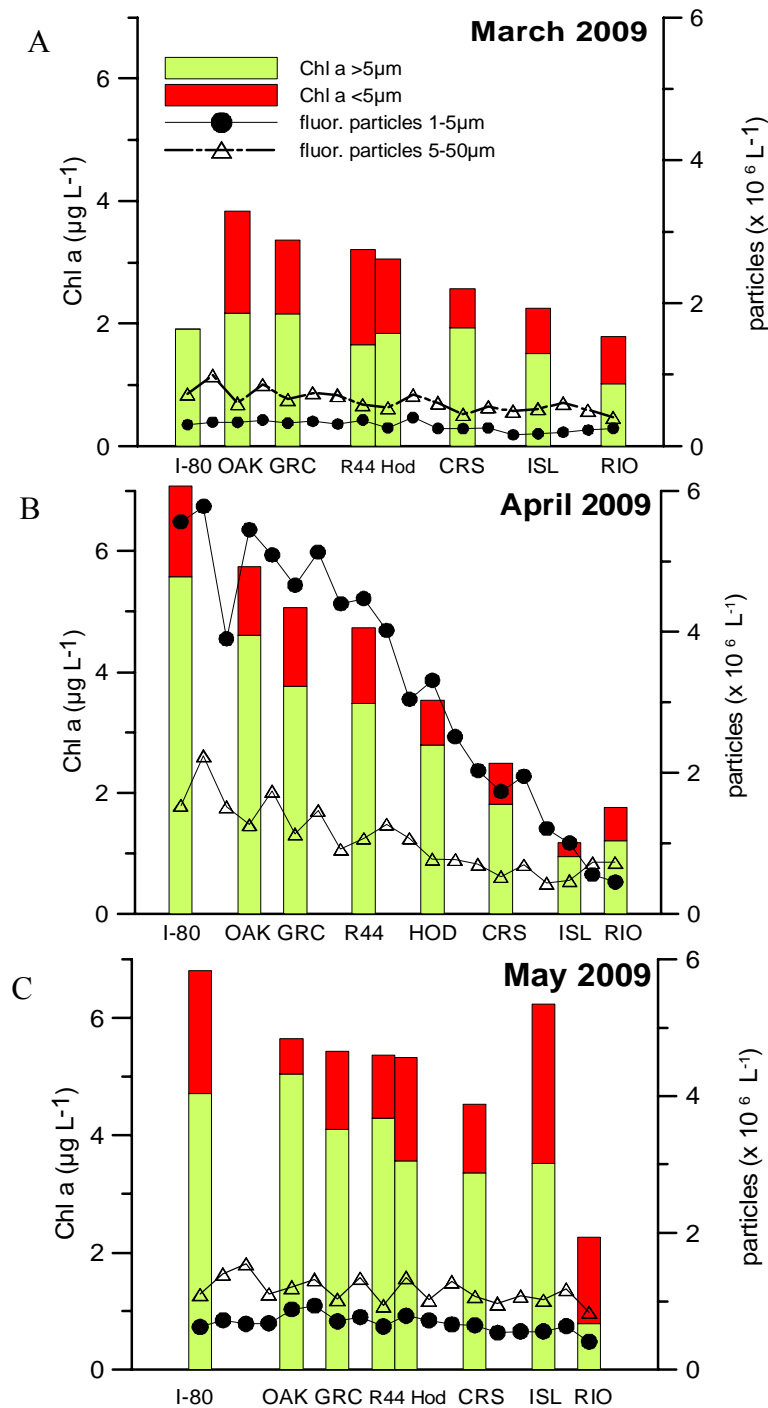 A
March 2009
Chl a >5µm
Chl a <5µm
fluor. particles 1-5µm
fluor. particles 5-50µm
Chl a (µg L-1)
particles (x 10 6 L-1)
6
4
2
0
6
4
2
0
I-80 OAK GRC R44 Hod CRS ISL RIO
B
April 2009
Chl a (µg L-1)
particles (x 10 6 L-1)
6
4
2
0
6
4
2
0
I-80 OAK GRC R44 HOD CRS ISL RIO
C
May 2009
Chl a (µg L-1)
particles (x 10 6 L-1)
6
4
2
0
6
4
2
0
I-80 OAK GRC R44 Hod CRS ISL RIO